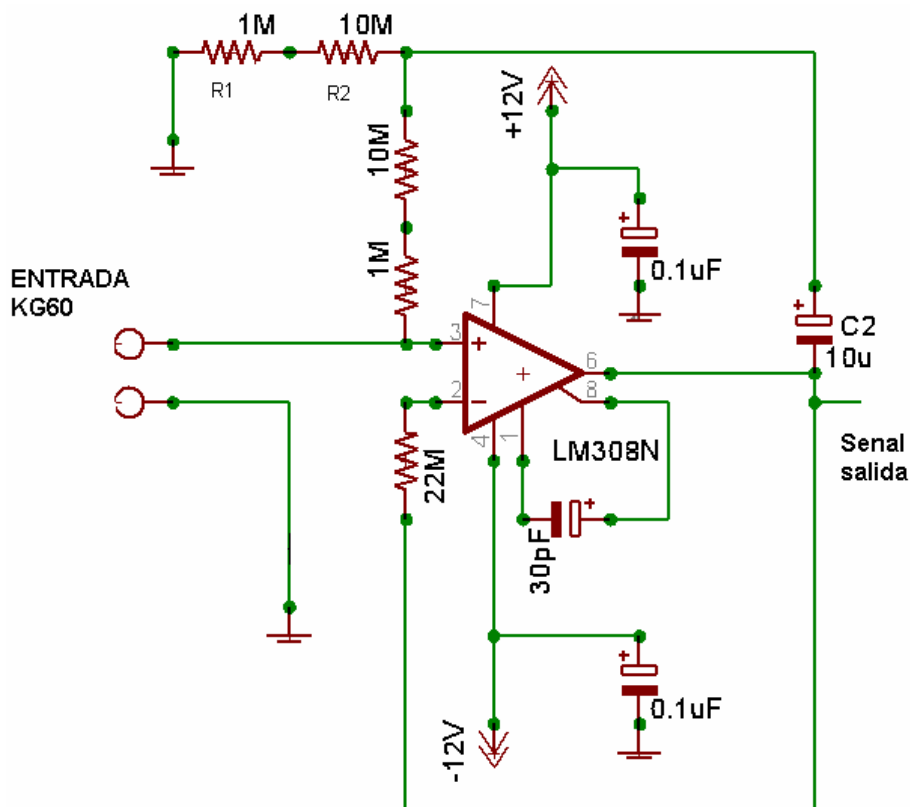 1M
10M
R1
R2
+12V
10M
1M
0.1uF
ENTRADA
KG60
7
3
+
2
-
6
8
4
1
C2
10u
LM308N
Senal
salida
22M
30pF
0.1uF
-12V